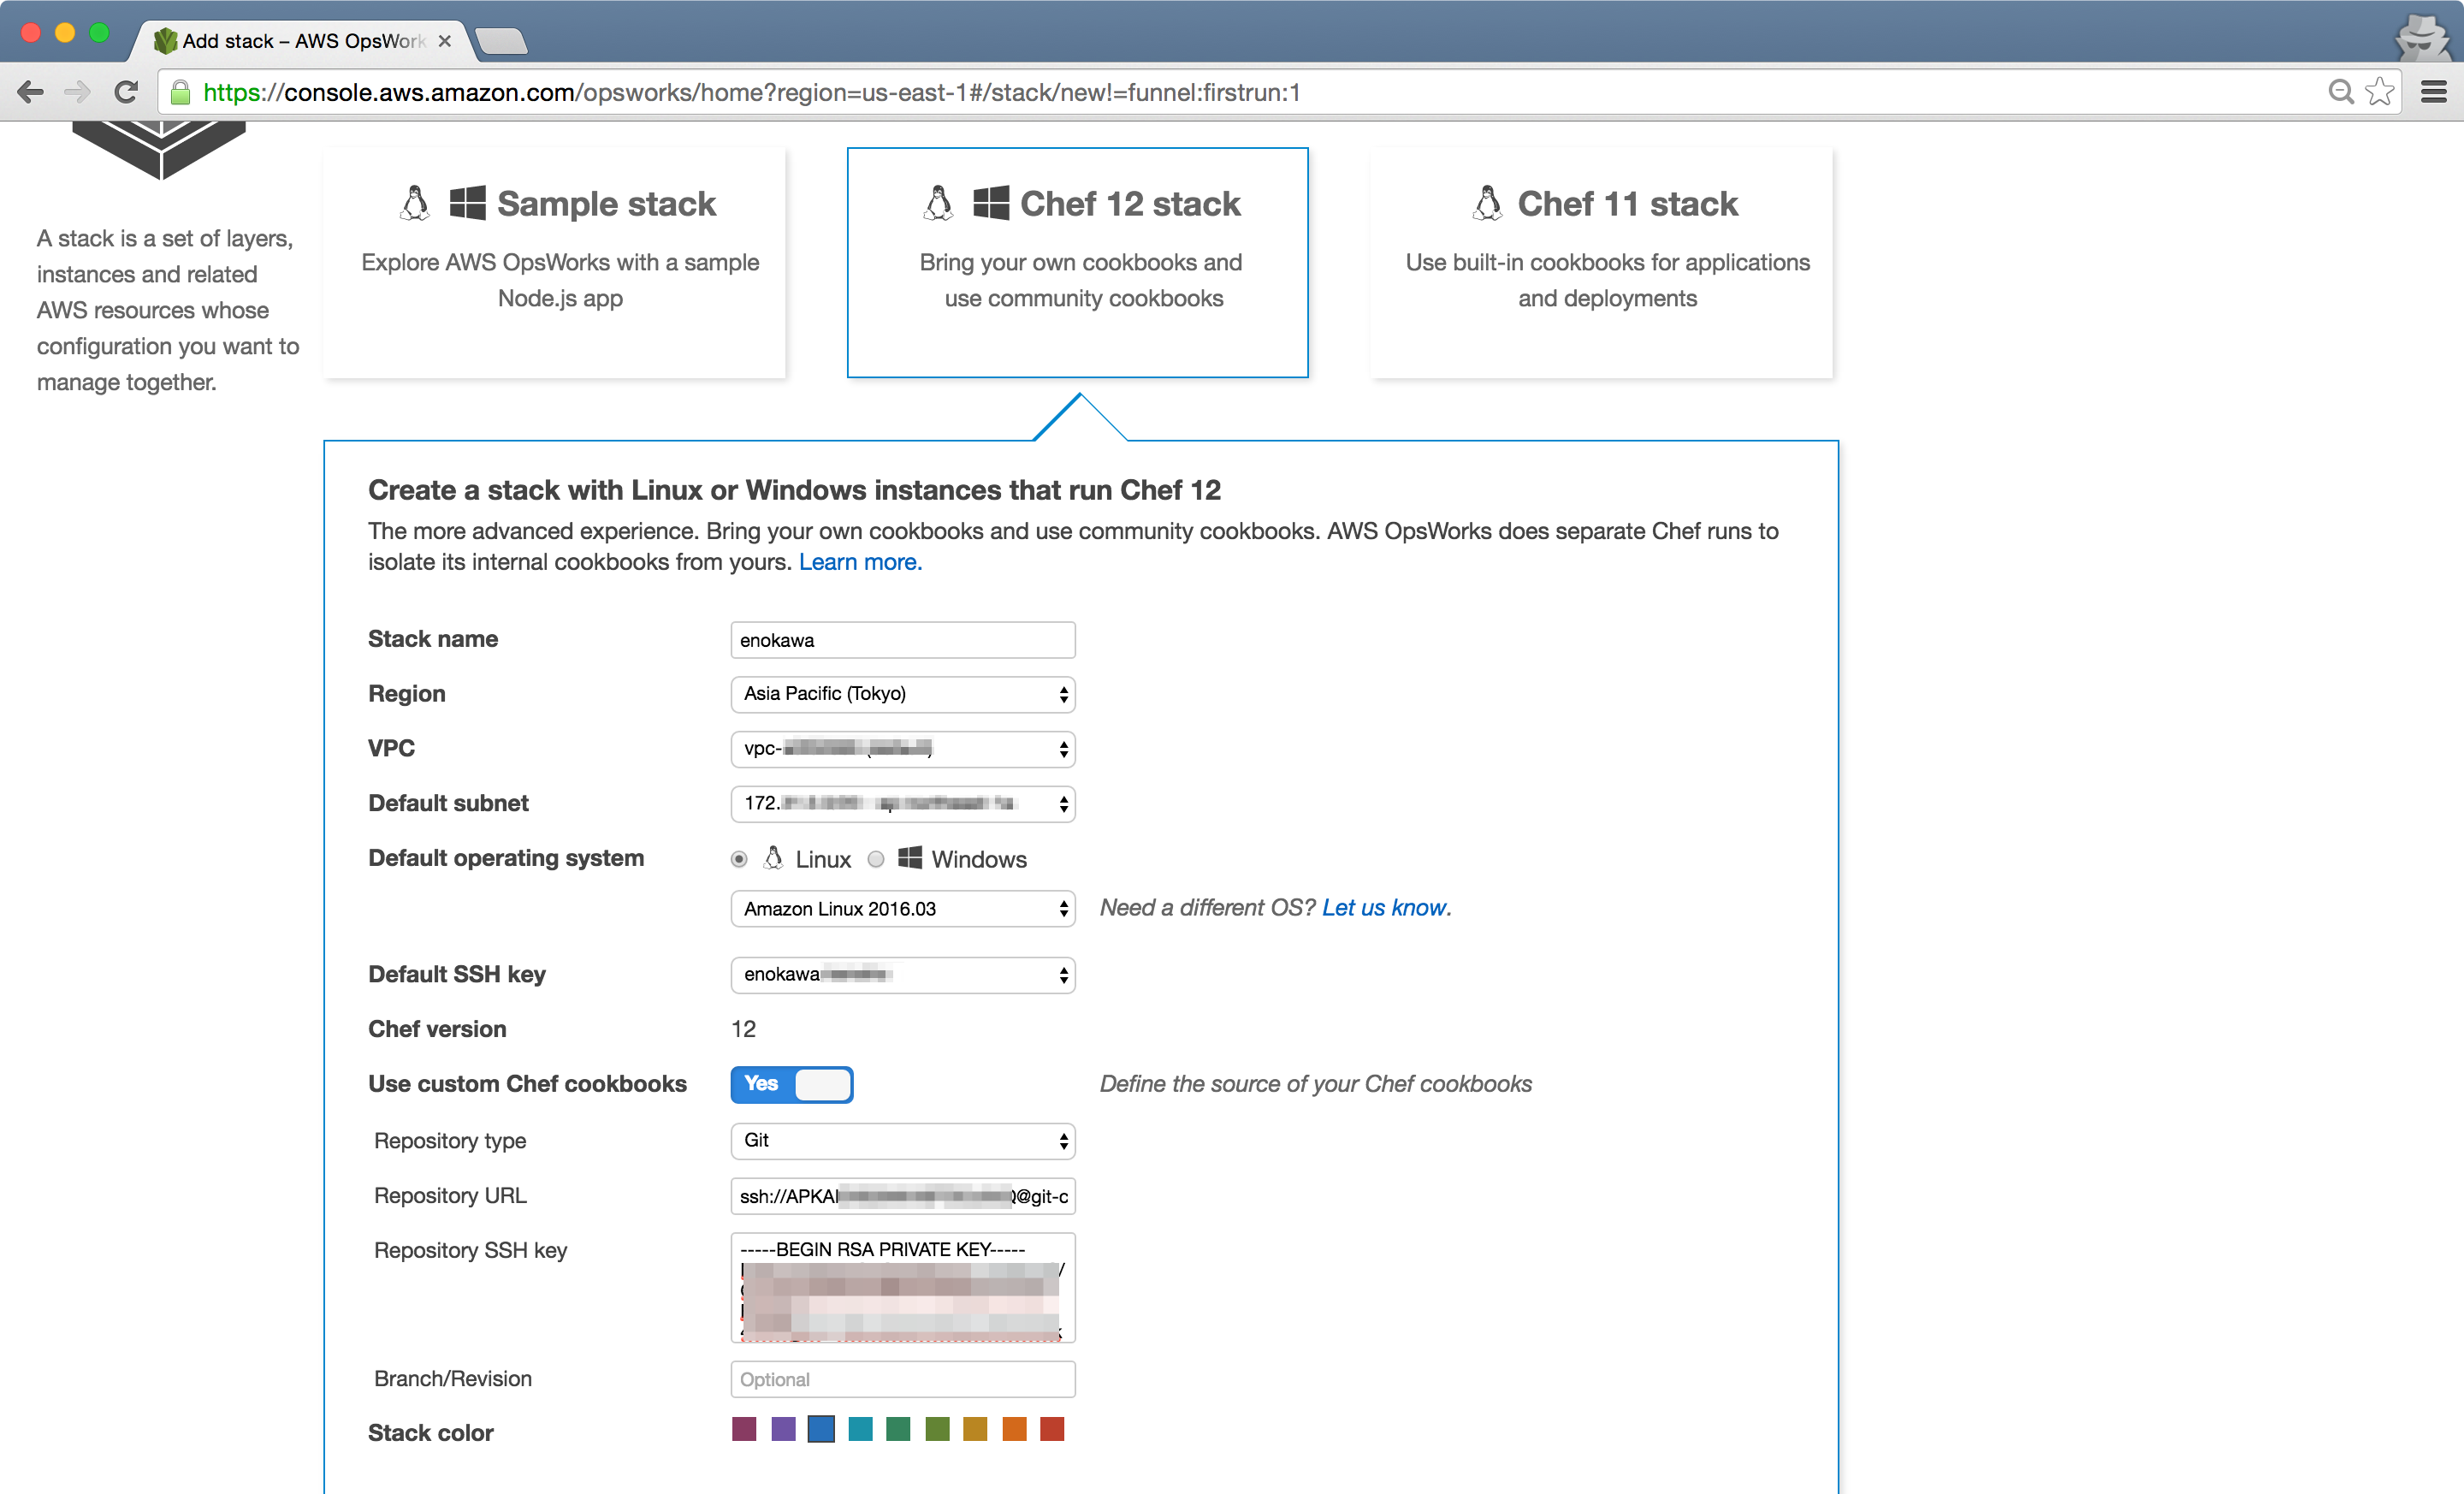 Add stack – AWS OpsWork
https://console.aws.amazon.com/opsworks/home?region=us-east-1#/stack/new!=funnel:firstrun:1
A stack is a set of layers,
instances and related
AWS resources whose
configuration you want to
manage together.
Sample stack
Explore AWS OpsWorks with a sample
Node.js app
Chef 12 stack
Bring your own cookbooks and
use community cookbooks
Chef 11 stack
Use built-in cookbooks for applications
and deployments
Create a stack with Linux or Windows instances that run Chef 12
The more advanced experience. Bring your own cookbooks and use community cookbooks. AWS OpsWorks does separate Chef runs to
isolate its internal cookbooks from yours. Learn more.
Stack name enokawa
Region Asia Pacific (Tokyo)
VPC vpc-
Default subnet 172.
Default operating system Linux Windows
Amazon Linux 2016.03 Need a different OS? Let us know.
Default SSH key enokawa
Chef version 12
Use custom Chef cookbooks Yes Define the source of your Chef cookbooks
Repository type Git
Repository URL ssh://APKA @git-c
Repository SSH key -----BEGIN RSA PRIVATE KEY-----
Branch/Revision Optional
Stack color